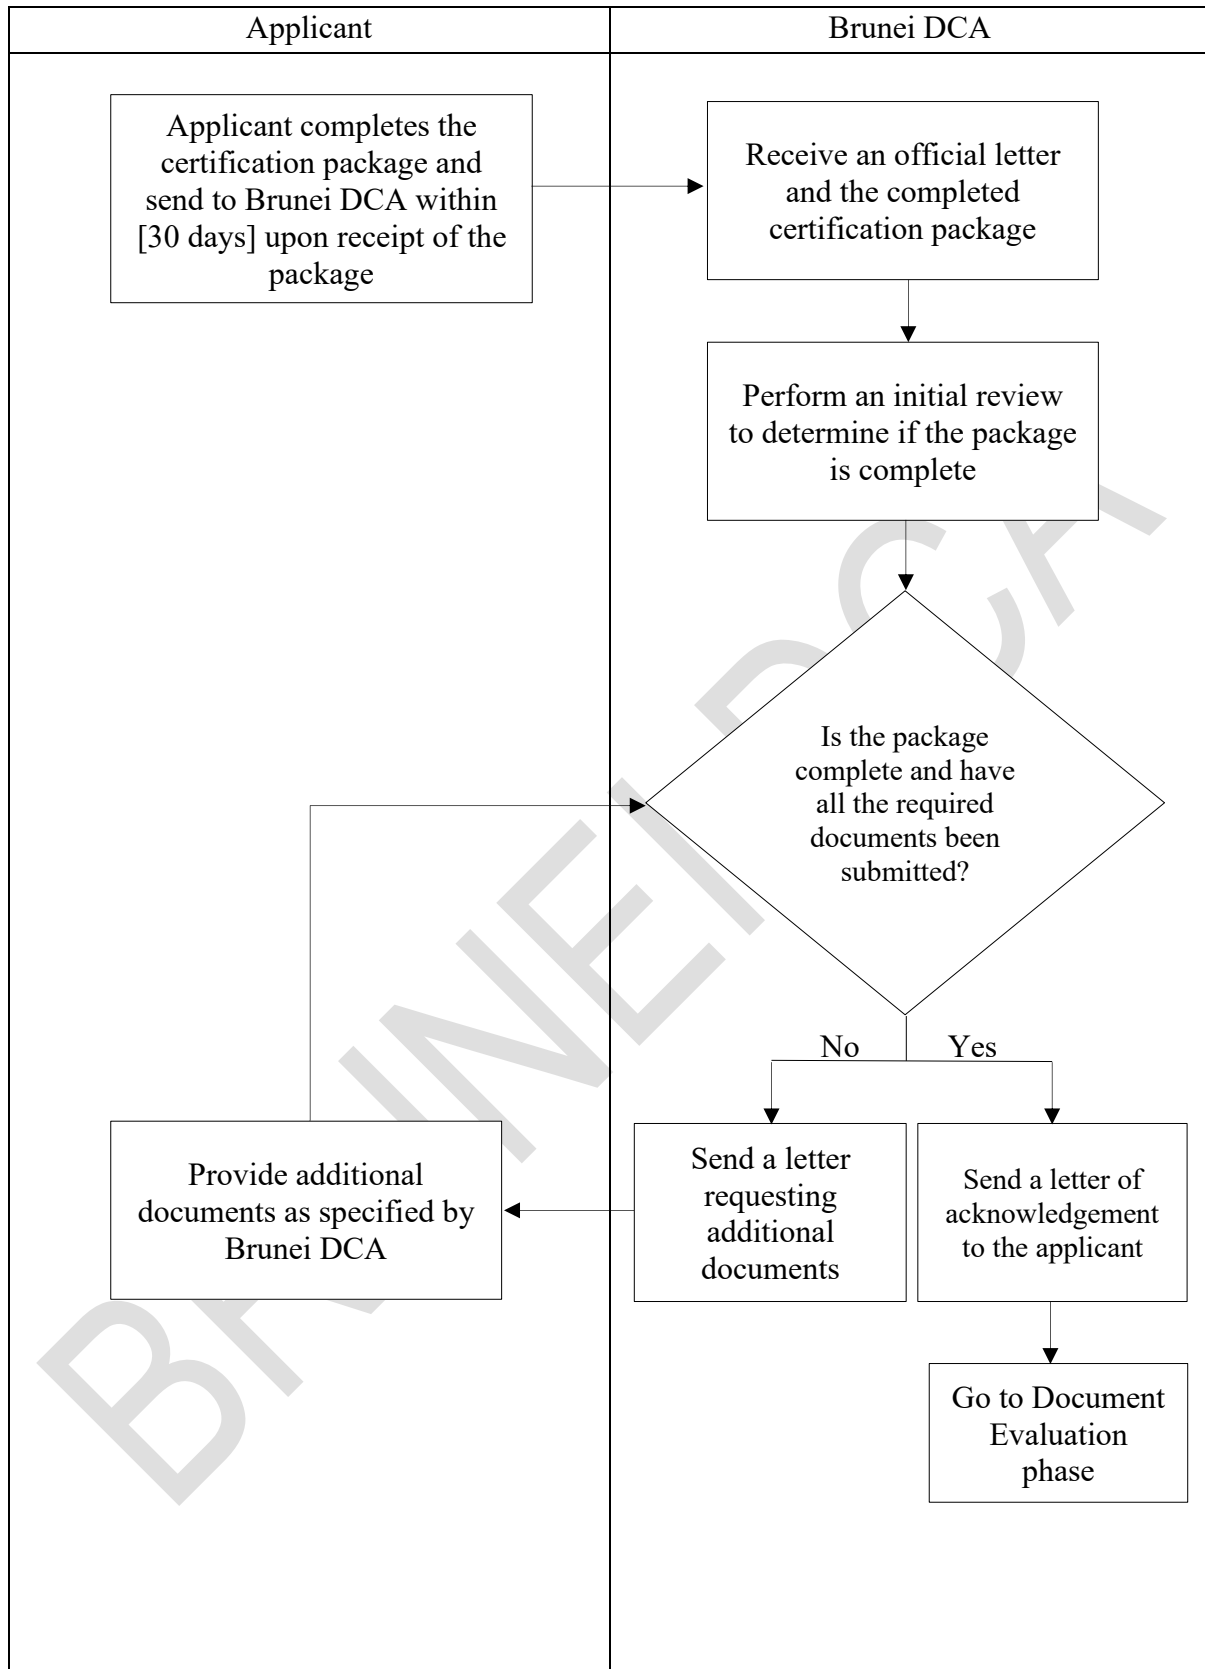 Applicant
Brunei DCA
Applicant completes the
certification package and
send to Brunei DCA within
[30 days] upon receipt of the
package
Receive an official letter
and the completed
certification package
Perform an initial review
to determine if the package
is complete
Is the package
complete and have
all the required
documents been
submitted?
No
Yes
Provide additional
documents as specified by
Brunei DCA
Send a letter
requesting
additional
documents
Send a letter of
acknowledgement
to the applicant
Go to Document
Evaluation
phase
BRUNEI DCA